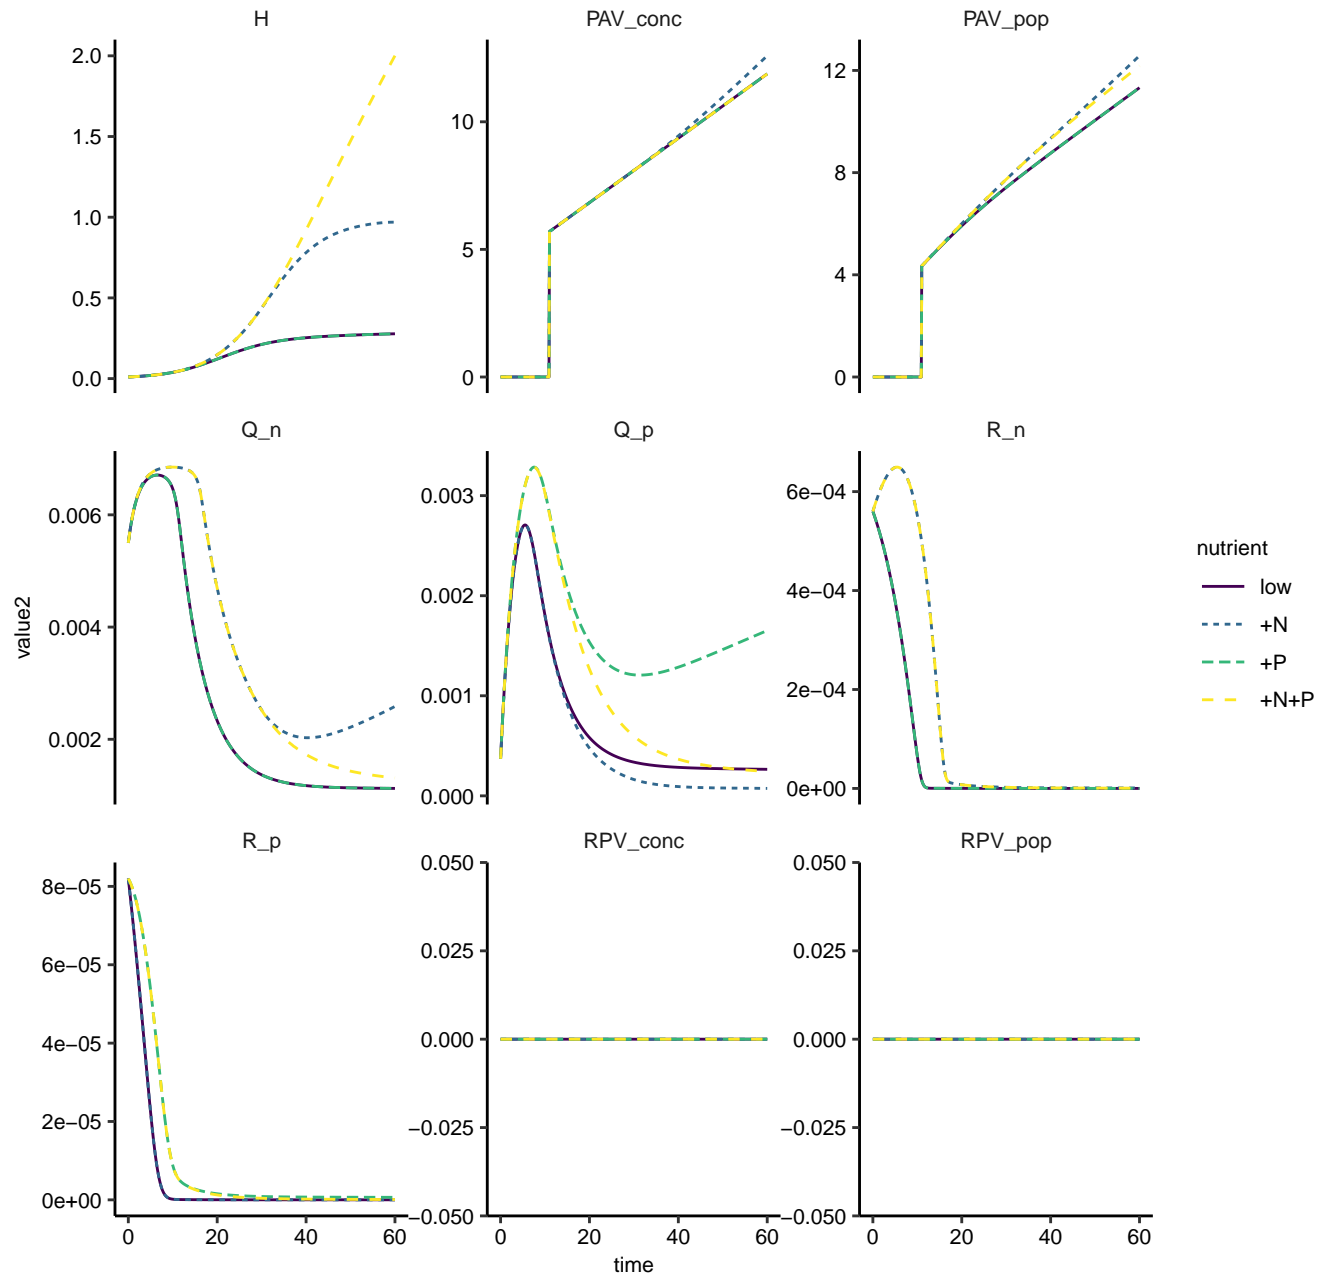 H
PAV_conc
PAV_pop
2.0
1.5
1.0
0.5
0.0
10
5
0
12
8
4
0
Q_n
Q_p
R_n
0.006
0.004
0.002
0.003
0.002
0.001
0.000
6e−04
4e−04
2e−04
0e+00
R_p
RPV_conc
RPV_pop
8e−05
6e−05
4e−05
2e−05
0e+00
0.050
0.025
0.000
−0.025
−0.050
0.050
0.025
0.000
−0.025
−0.050
0 20 40 60
0 20 40 60
0 20 40 60
time
value2
nutrient
low
+N
+P
+N+P